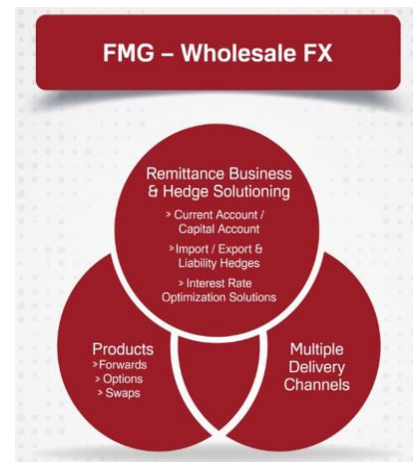 FMG – Wholesale FX
Remittance Business
& Hedge Solutioning
> Current Account /
Capital Account
>Import / Export &
Liability Hedges
> Interest Rate
Optimization Solutions
Products
>Forwards
> Options
> Swaps
Multiple
Delivery
Channels